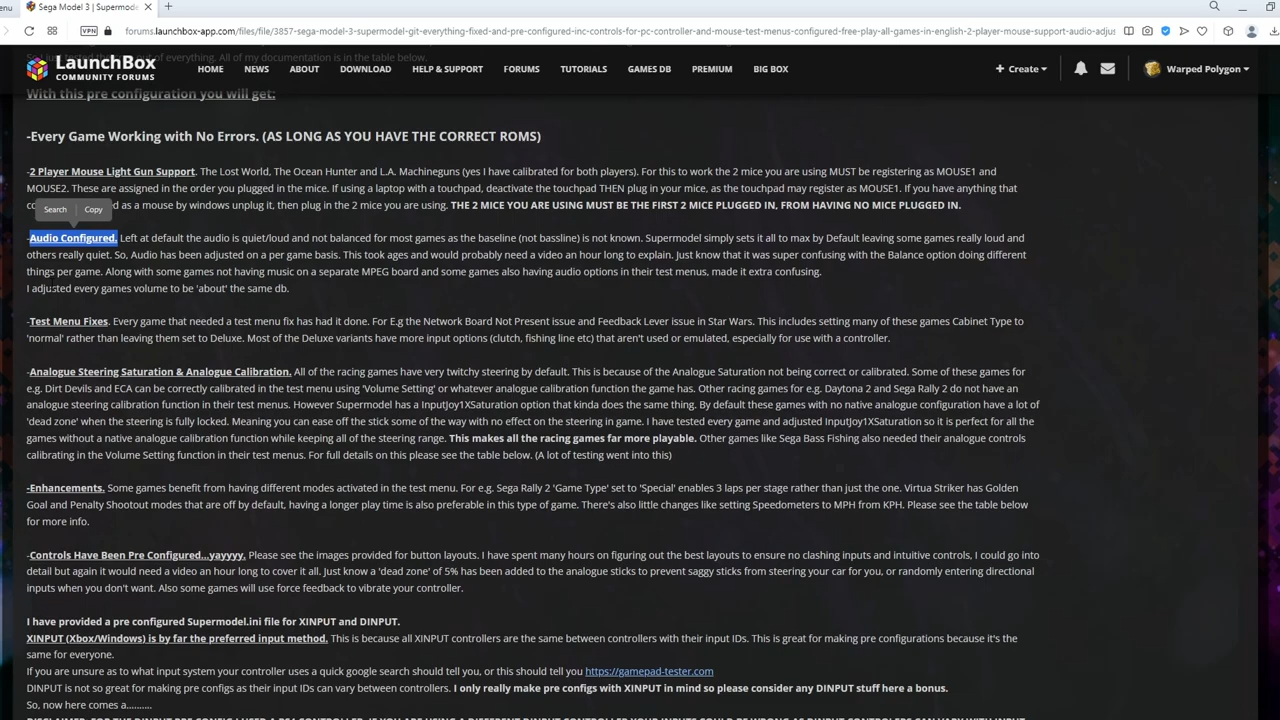 enu
Sega Model 3 | Supermode
VPN
forums.launchbox-app.com/files/file/3857-sega-model-3-supermodel-git-everything-fixed-and-pre-configured-inc-controls-for-pc-controller-and-mouse-test-menus-configured-free-play-all-games-in-english-2-player-mouse-support-audio-adjus
LaunchBox
COMMUNITY FORUMS
HOME NEWS ABOUT DOWNLOAD HELP & SUPPORT FORUMS TUTORIALS GAMES DB PREMIUM BIG BOX
+ Create
Warped Polygon
of everything. All of my documentation is in the table below.
With this pre configuration you will get:
-Every Game Working with No Errors. (AS LONG AS YOU HAVE THE CORRECT ROMS)
-2 Player Mouse Light Gun Support. The Lost World, The Ocean Hunter and L.A. Machineguns (yes I have calibrated for both players). For this to work the 2 mice you are using MUST be registering as MOUSE1 and
MOUSE2. These are assigned in the order you plugged in the mice. If using a laptop with a touchpad, deactivate the touchpad THEN plug in your mice, as the touchpad may register as MOUSE1. If you have anything that
as a mouse by windows unplug it, then plug in the 2 mice you are using. THE 2 MICE YOU ARE USING MUST BE THE FIRST 2 MICE PLUGGED IN, FROM HAVING NO MICE PLUGGED IN.
Search Copy
-Audio Configured. Left at default the audio is quiet/loud and not balanced for most games as the baseline (not bassline) is not known. Supermodel simply sets it all to max by Default leaving some games really loud and
others really quiet. So, Audio has been adjusted on a per game basis. This took ages and would probably need a video an hour long to explain. Just know that it was super confusing with the Balance option doing different
things per game. Along with some games not having music on a separate MPEG board and some games also having audio options in their test menus, made it extra confusing.
I adjusted every games volume to be 'about' the same db.
-Test Menu Fixes. Every game that needed a test menu fix has had it done. For E.g the Network Board Not Present issue and Feedback Lever issue in Star Wars. This includes setting many of these games Cabinet Type to
'normal' rather than leaving them set to Deluxe. Most of the Deluxe variants have more input options (clutch, fishing line etc) that aren't used or emulated, especially for use with a controller.
-Analogue Steering Saturation & Analogue Calibration. All of the racing games have very twitchy steering by default. This is because of the Analogue Saturation not being correct or calibrated. Some of these games for
e.g. Dirt Devils and ECA can be correctly calibrated in the test menu using 'Volume Setting' or whatever analogue calibration function the game has. Other racing games for e.g. Daytona 2 and Sega Rally 2 do not have an
analogue steering calibration function in their test menus. However Supermodel has a InputJoy1XSaturation option that kinda does the same thing. By default these games with no native analogue configuration have a lot of
'dead zone' when the steering is fully locked. Meaning you can ease off the stick some of the way with no effect on the steering in game. I have tested every game and adjusted InputJoy1XSaturation so it is perfect for all the
games without a native analogue calibration function while keeping all of the steering range. This makes all the racing games far more playable. Other games like Sega Bass Fishing also needed their analogue controls
calibrating in the Volume Setting function in their test menus. For full details on this please see the table below. (A lot of testing went into this)
-Enhancements. Some games benefit from having different modes activated in the test menu. For e.g. Sega Rally 2 'Game Type' set to 'Special' enables 3 laps per stage rather than just the one. Virtua Striker has Golden
Goal and Penalty Shootout modes that are off by default, having a longer play time is also preferable in this type of game. There's also little changes like setting Speedometers to MPH from KPH. Please see the table below
for more info.
-Controls Have Been Pre Configured...yayyyy. Please see the images provided for button layouts. I have spent many hours on figuring out the best layouts to ensure no clashing inputs and intuitive controls, I could go into
detail but again it would need a video an hour long to cover it all. Just know a 'dead zone' of 5% has been added to the analogue sticks to prevent saggy sticks from steering your car for you, or randomly entering directional
inputs when you don't want. Also some games will use force feedback to vibrate your controller.
I have provided a pre configured Supermodel.ini file for XINPUT and DINPUT.
XINPUT (Xbox/Windows) is by far the preferred input method. This is because all XINPUT controllers are the same between controllers with their input IDs. This is great for making pre configurations because it's the
same for everyone.
If you are unsure as to what input system your controller uses a quick google search should tell you, or this should tell you https://gamepad-tester.com
DINPUT is not so great for making pre configs as their input IDs can vary between controllers. I only really make pre configs with XINPUT in mind so please consider any DINPUT stuff here a bonus.
So, now here comes a..........